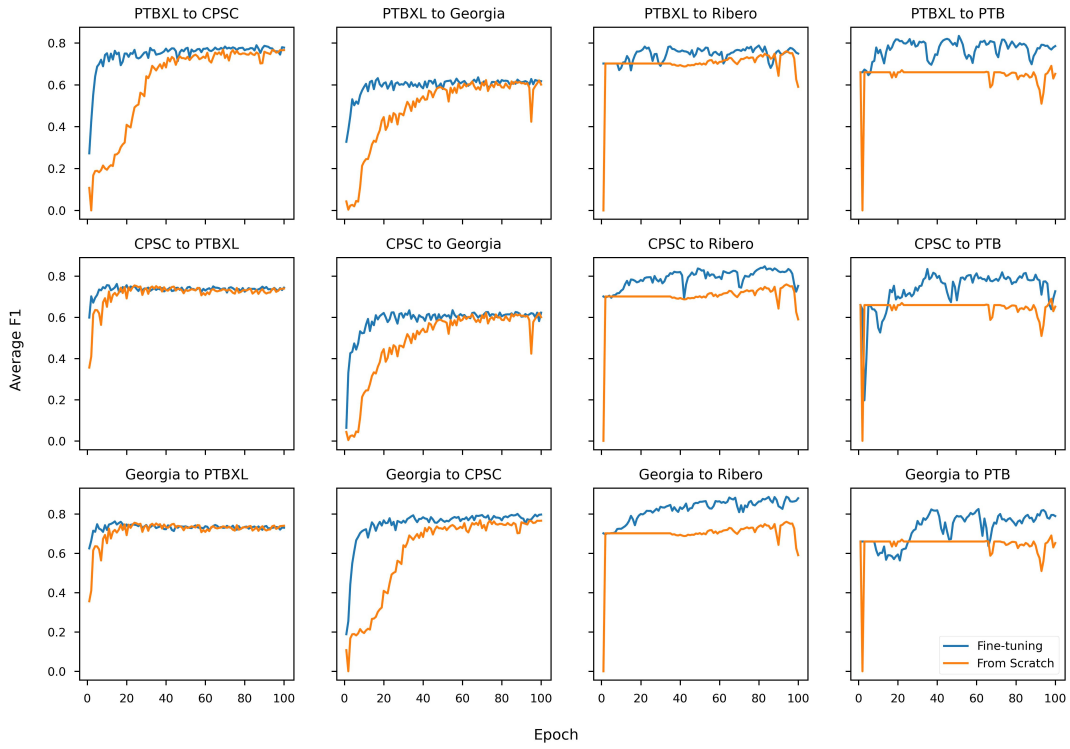 PTBXL to CPSC
PTBXL to Georgia
PTBXL to Ribero
PTBXL to PTB
0.8
0.6
0.4
0.2
0.0
CPSC to PTBXL
CPSC to Georgia
CPSC to Ribero
CPSC to PTB
0.8
0.6
0.4
0.2
0.0
Average F1
Georgia to PTBXL
Georgia to CPSC
Georgia to Ribero
Georgia to PTB
0.8
0.6
0.4
0.2
0.0
Fine-tuning
From Scratch
0 20 40 60 80 100
0 20 40 60 80 100
0 20 40 60 80 100
0 20 40 60 80 100
Epoch